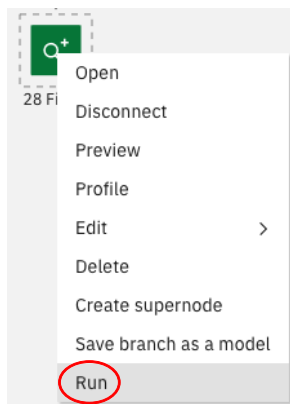 28 Fi
Open
Disconnect
Preview
Profile
Edit
Delete
Create supernode
Save branch as a model
Run